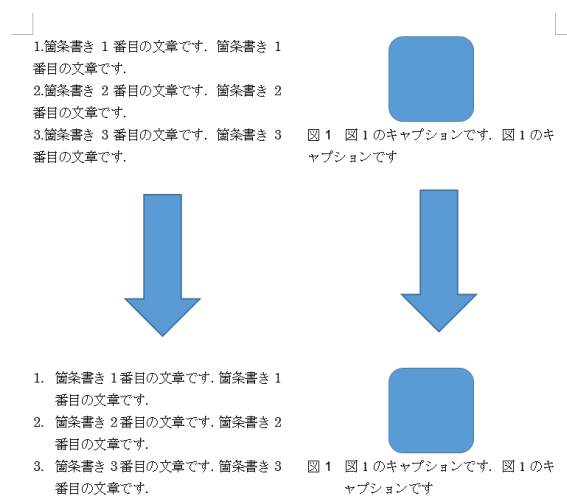 1.箇条書き 1 番目の文章です．箇条書き 1
番目の文章です．
2.箇条書き 2 番目の文章です．箇条書き 2
番目の文章です．
3.箇条書き 3 番目の文章です．箇条書き 3
番目の文章です．
図 1　図 1 のキャプションです．図 1 のキ
ャプションです
1. 箇条書き 1 番目の文章です．箇条書き 1
番目の文章です．
2. 箇条書き 2 番目の文章です．箇条書き 2
番目の文章です．
3. 箇条書き 3 番目の文章です．箇条書き 3
番目の文章です．
図 1　図 1 のキャプションです．図 1 のキ
ャプションです